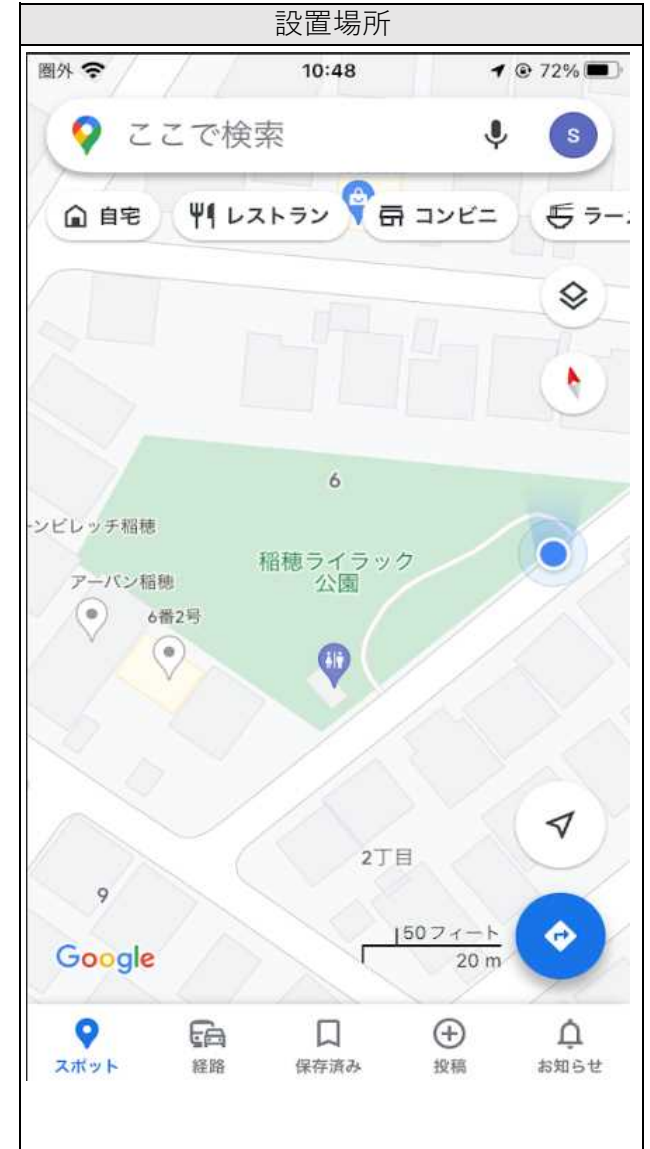 設置場所
圏外
10:48
72%
ここで検索
S
自宅
レストラン
コンビニ
ラー
6
ンビレッチ稲穂
稲穂ライラック
公園
アーバン稲穂
6番2号
2丁目
9
50フィート
20 m
Google
スポット
経路
保存済み
投稿
お知らせ